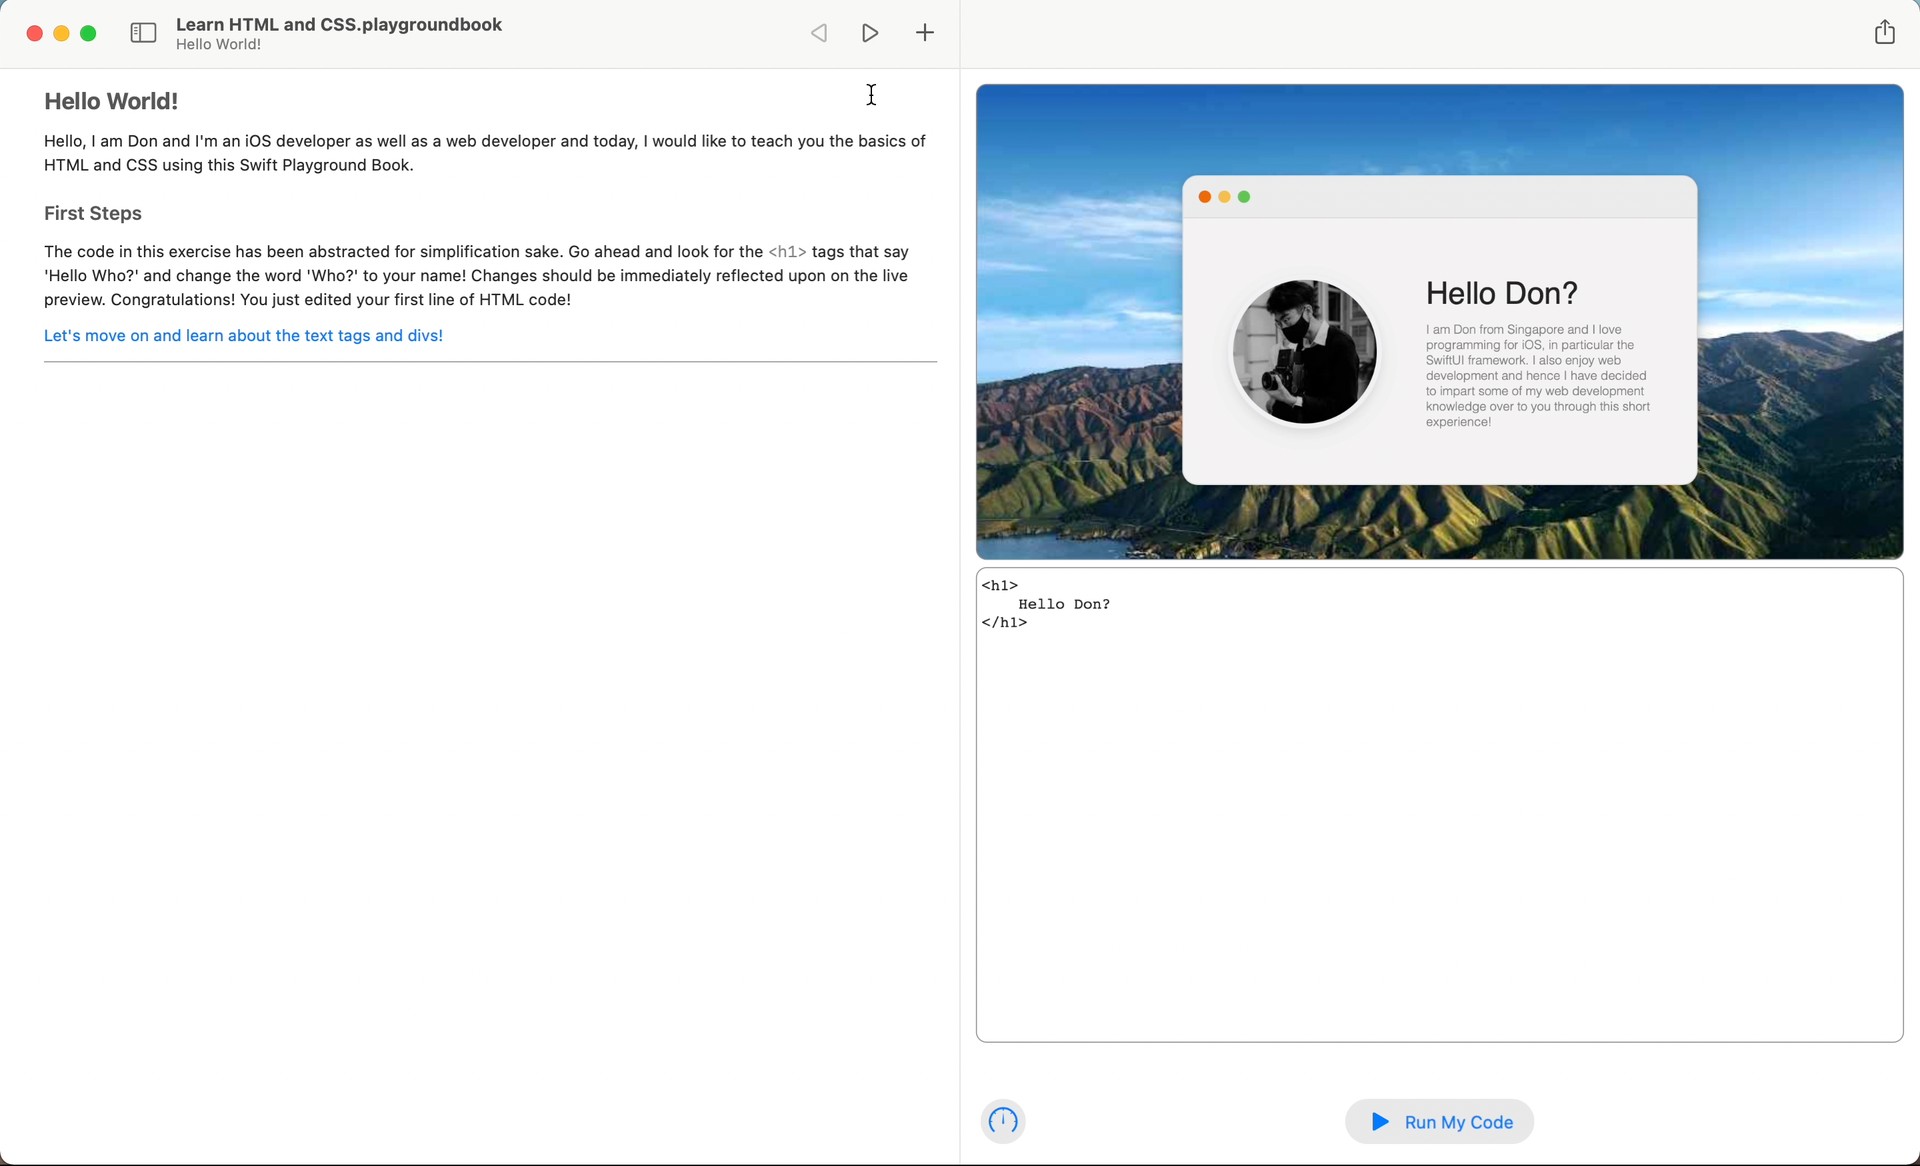 Learn HTML and CSS.playgroundbook
Hello World!
Hello World!
Hello, I am Don and I'm an iOS developer as well as a web developer and today, I would like to teach you the basics of
HTML and CSS using this Swift Playground Book.
First Steps
The code in this exercise has been abstracted for simplification sake. Go ahead and look for the <h1> tags that say
'Hello Who?' and change the word 'Who?' to your name! Changes should be immediately reflected upon on the live
preview. Congratulations! You just edited your first line of HTML code!
Let's move on and learn about the text tags and divs!
Hello Don?
I am Don from Singapore and I love
programming for iOS, in particular the
SwiftUI framework. I also enjoy web
development and hence I have decided
to impart some of my web development
knowledge over to you through this short
experience!
<h1>
    Hello Don?
</h1>
Run My Code